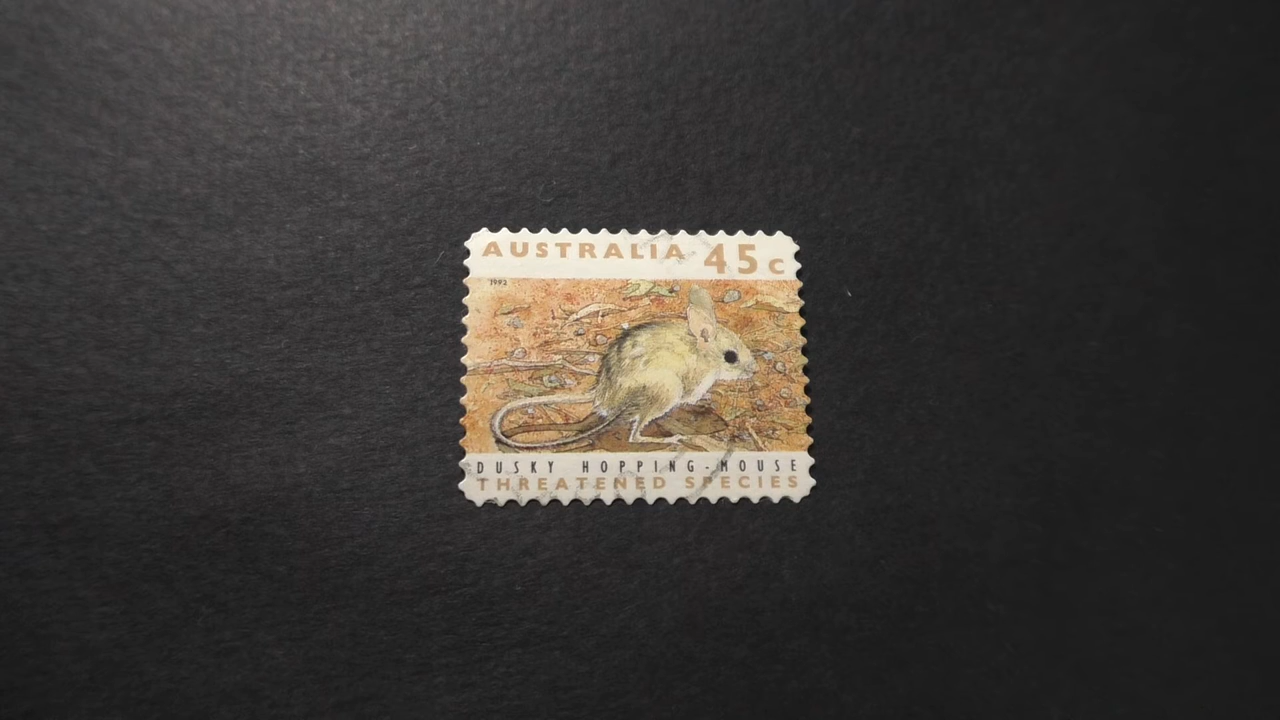 AUSTRALIA 45c
1992
DUSKY HOPPING-MOUSE
THREATENED SPECIES